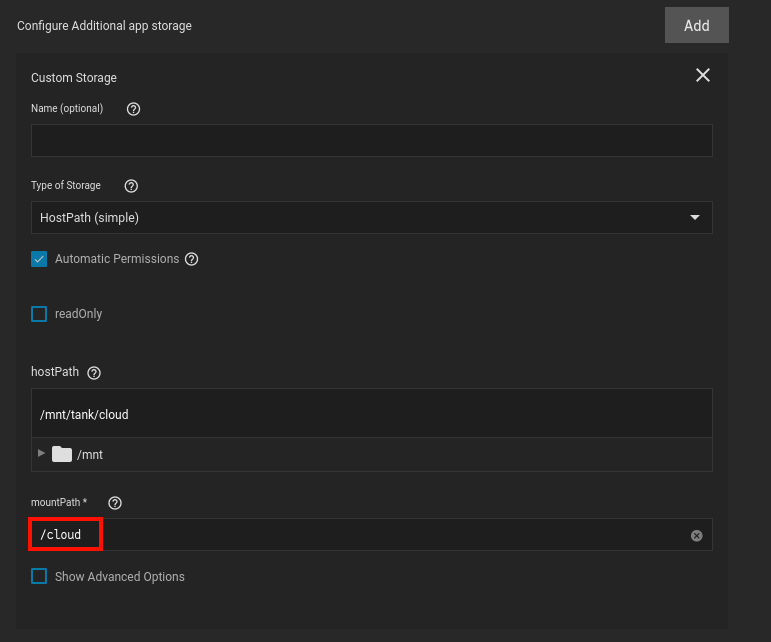 Configure Additional app storage
Add
Custom Storage
Name (optional)
Type of Storage
HostPath (simple)
Automatic Permissions
readOnly
hostPath
/mnt/tank/cloud
/mnt
mountPath *
/cloud
Show Advanced Options